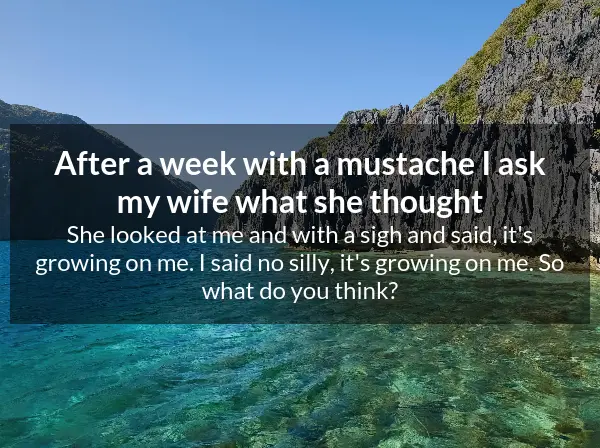 After a week with a mustache I ask
my wife what she thought
She looked at me and with a sigh and said, it's
growing on me. I said no silly, it's growing on me. So
what do you think?